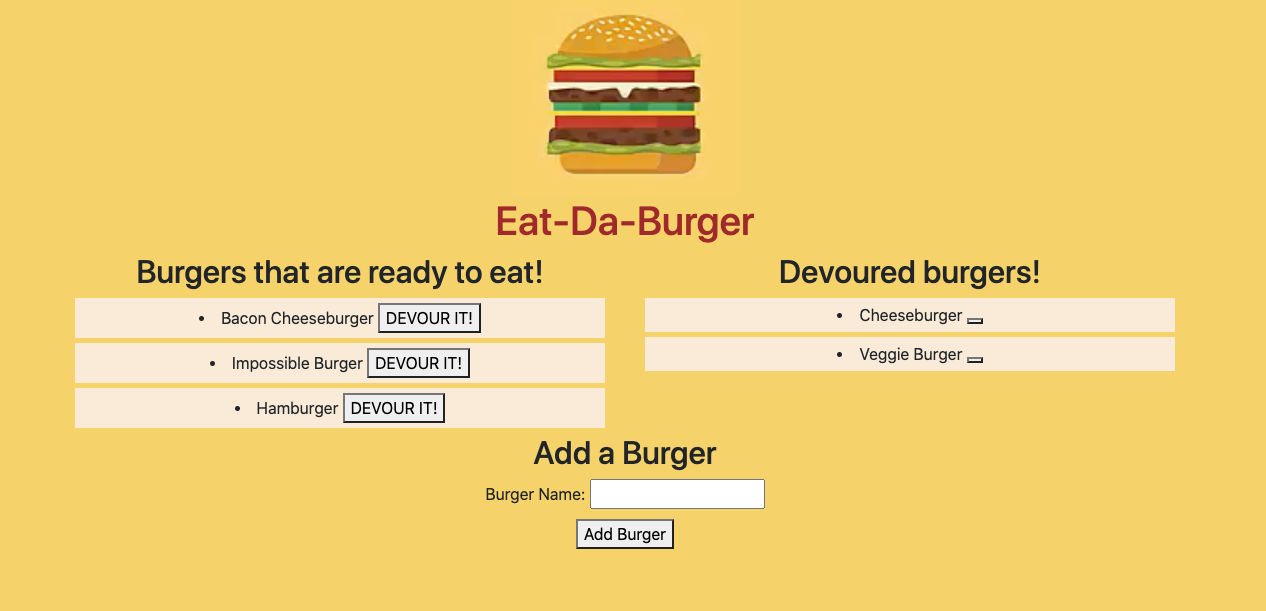 Eat-Da-Burger
Burgers that are ready to eat!
Bacon Cheeseburger DEVOUR IT!
Impossible Burger DEVOUR IT!
Hamburger DEVOUR IT!
Devoured burgers!
Cheeseburger
Veggie Burger
Add a Burger
Burger Name:
Add Burger